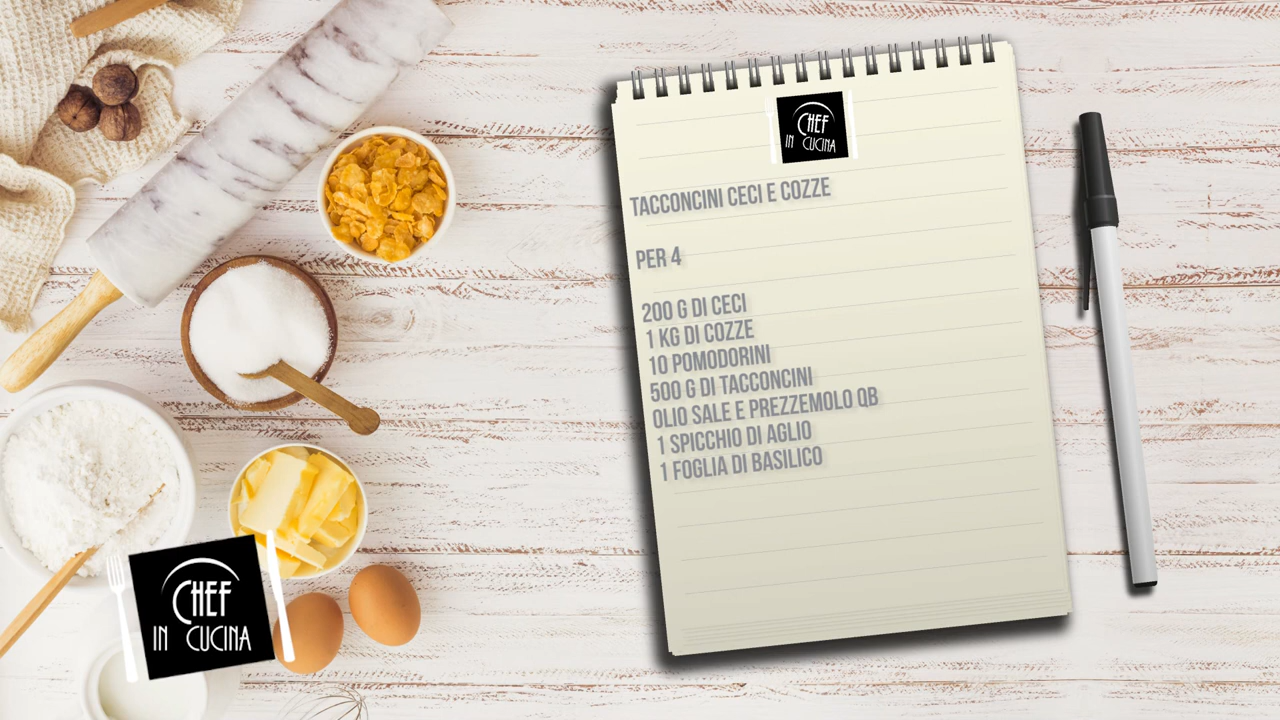 CHEF
IN CUCINA
TACCONCINI CECI E COZZE
PER 4
200 G DI CECI
1 KG DI COZZE
10 POMODORINI
500 G DI TACCONCINI
OLIO SALE E PREZZEMOLO QB
1 SPICCHIO DI AGLIO
1 FOGLIA DI BASILICO
CHEF
IN CUCINA